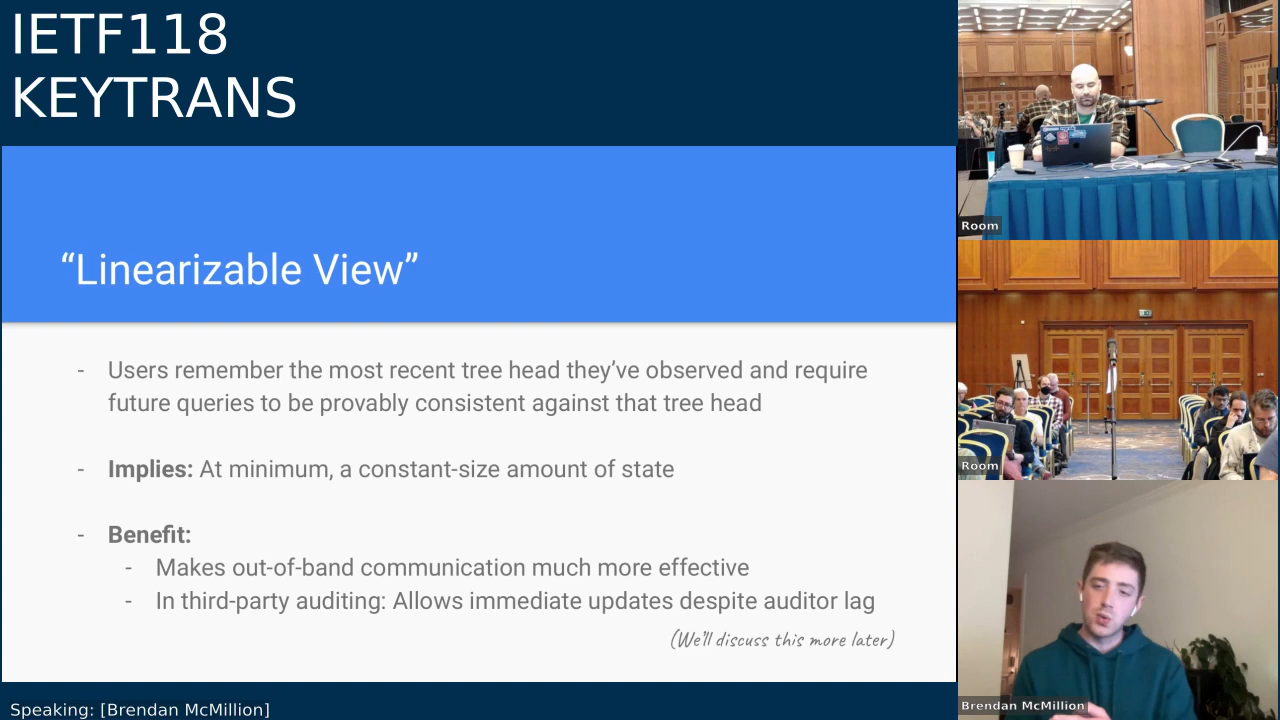 IETF118
KEYTRANS
“Linearizable View”
- Users remember the most recent tree head they’ve observed and require
future queries to be provably consistent against that tree head
- Implies: At minimum, a constant-size amount of state
- Benefit:
- Makes out-of-band communication much more effective
- In third-party auditing: Allows immediate updates despite auditor lag
(We’ll discuss this more later)
Speaking: [Brendan McMillion]
Room
Room
Brendan McMillion